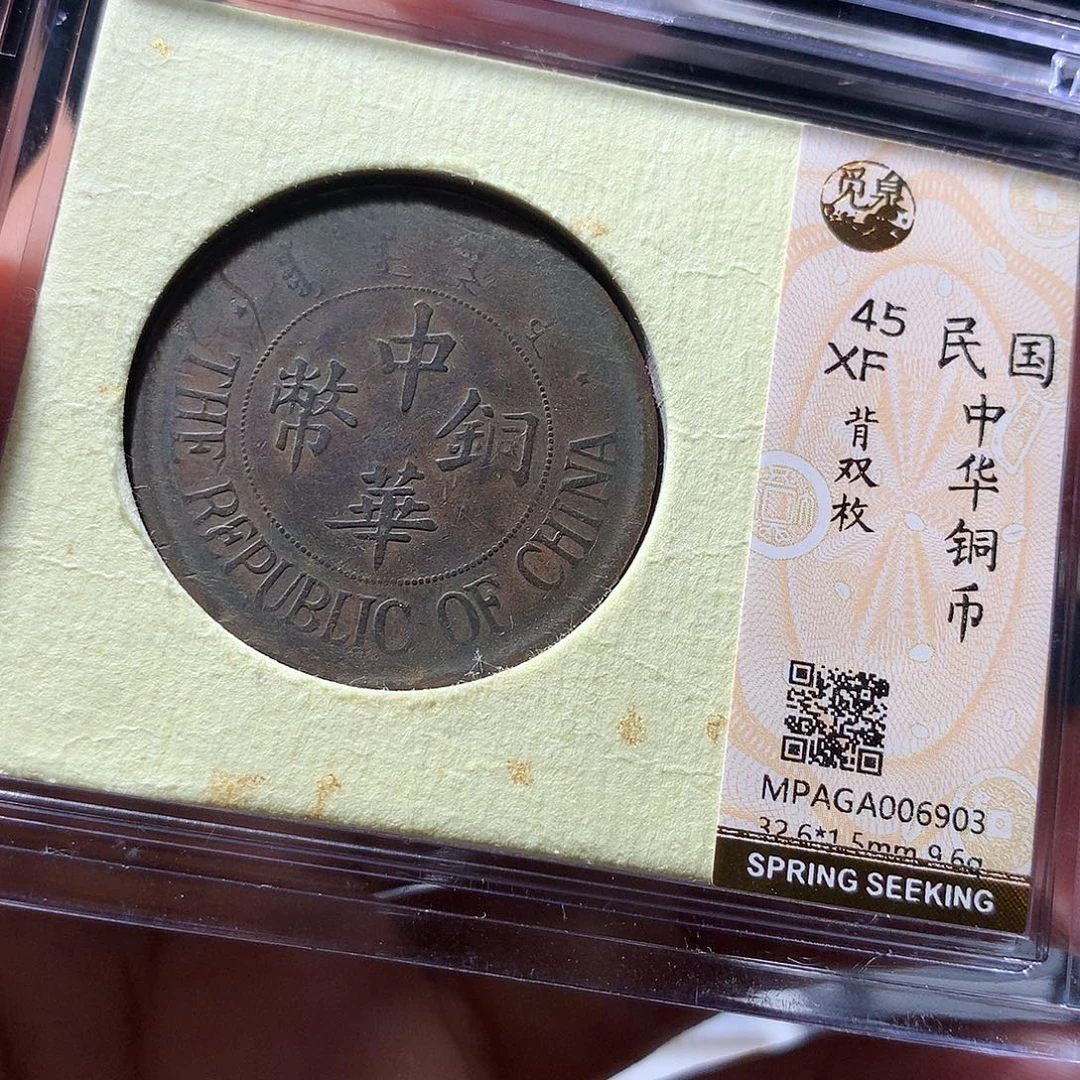 中
華
銅
幣
THE REPUBLIC OF CHINA
觅泉
民国
中华铜币
45
XF
背双枚
MPAGA006903
32.6*1.5mm 9.6g
SPRING SEEKING